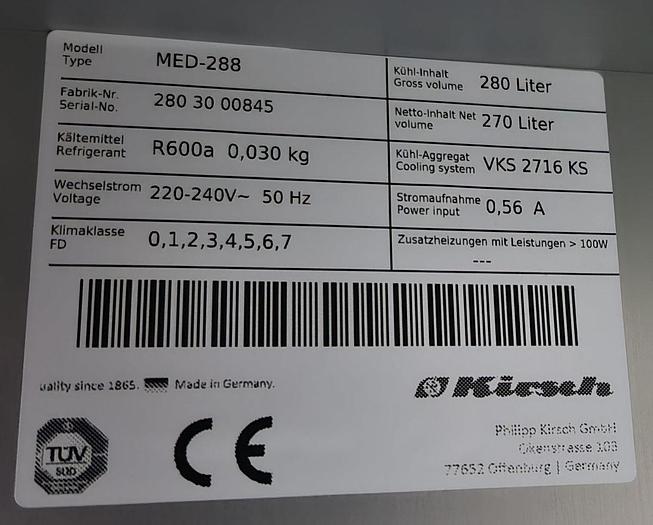 Modell
Type
MED-288
Kühl-Inhalt
Gross volume
280 Liter
Fabrik-Nr.
Serial-No.
280 30 00845
Netto-Inhalt Net
volume
270 Liter
Kältemittel
Refrigerant
R600a 0,030 kg
Kühl-Aggregat
Cooling system
VKS 2716 KS
Wechselstrom
Voltage
220-240V~ 50 Hz
Stromaufnahme
Power input
0,56 A
Klimaklasse
FD
0,1,2,3,4,5,6,7
Zusatzheizungen mit Leistungen > 100W
---
uality since 1865. Made in Germany.
Kirsch
TÜV
SÜD
CE
Philipp Kirsch GmbH
Okenstrasse 103
77652 Offenburg | Germany